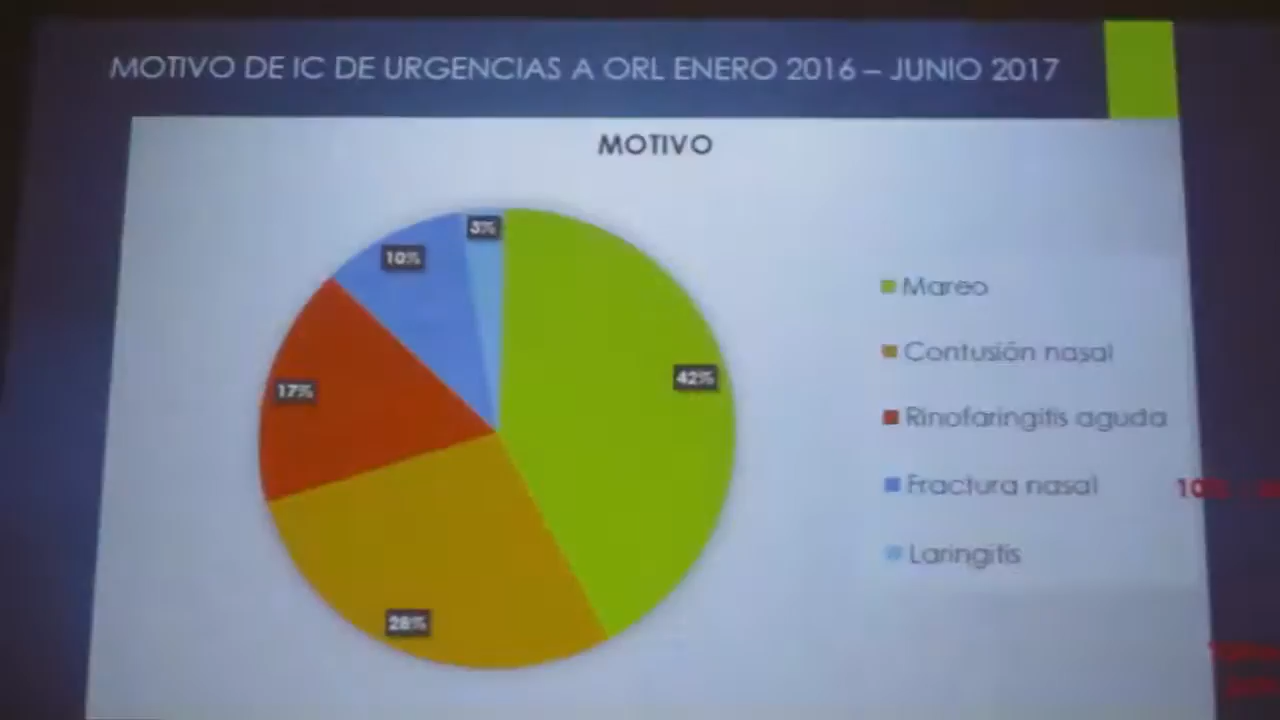 MOTIVO DE IC DE URGENCIAS A ORL ENERO 2016 – JUNIO 2017
MOTIVO
3%
10%
42%
17%
28%
Mareo
Contusión nasal
Rinofaringitis aguda
Fractura nasal
Laringitis